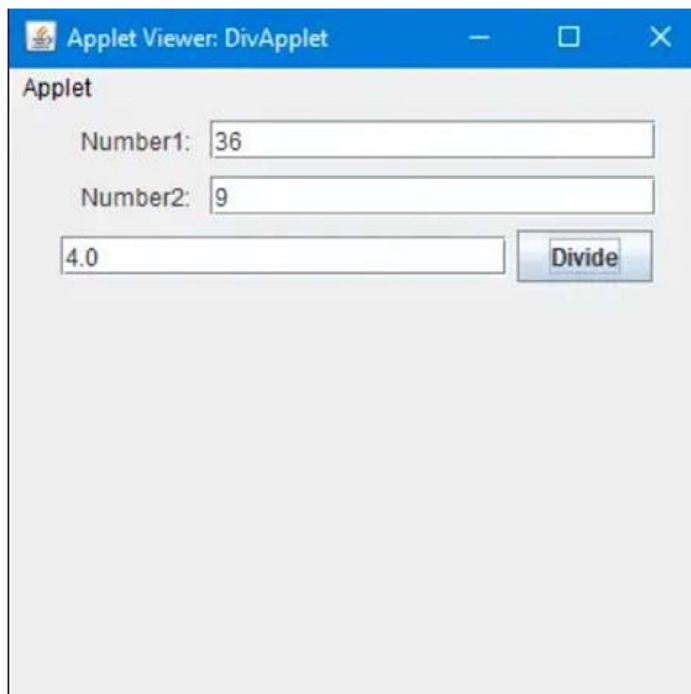 Applet Viewer: DivApplet
Applet
Number1: 36
Number2: 9
4.0 Divide